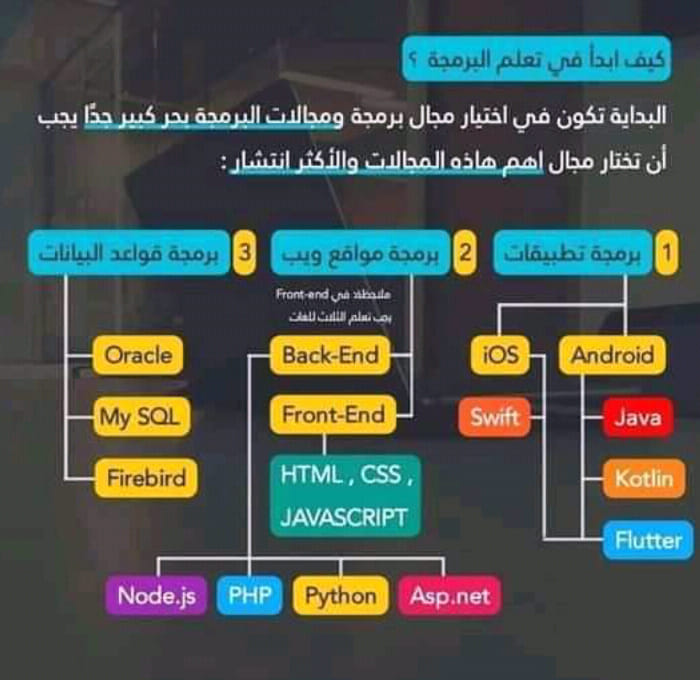 كيف ابدأ في تعلم البرمجة ؟
البداية تكون في اختيار مجال برمجة ومجالات البرمجة بحر كبير جدًا يجب
أن تختار مجال اهم هاذه المجالات والأكثر انتشار :
1 برمجة تطبيقات
2 برمجة مواقع ويب
3 برمجة قواعد البيانات
ملاحظة: في Front-end
يجب تعلم الثلاث للغات
iOS
Android
Swift
Java
Kotlin
Flutter
Back-End
Front-End
HTML , CSS ,
JAVASCRIPT
Node.js
PHP
Python
Asp.net
Oracle
My SQL
Firebird